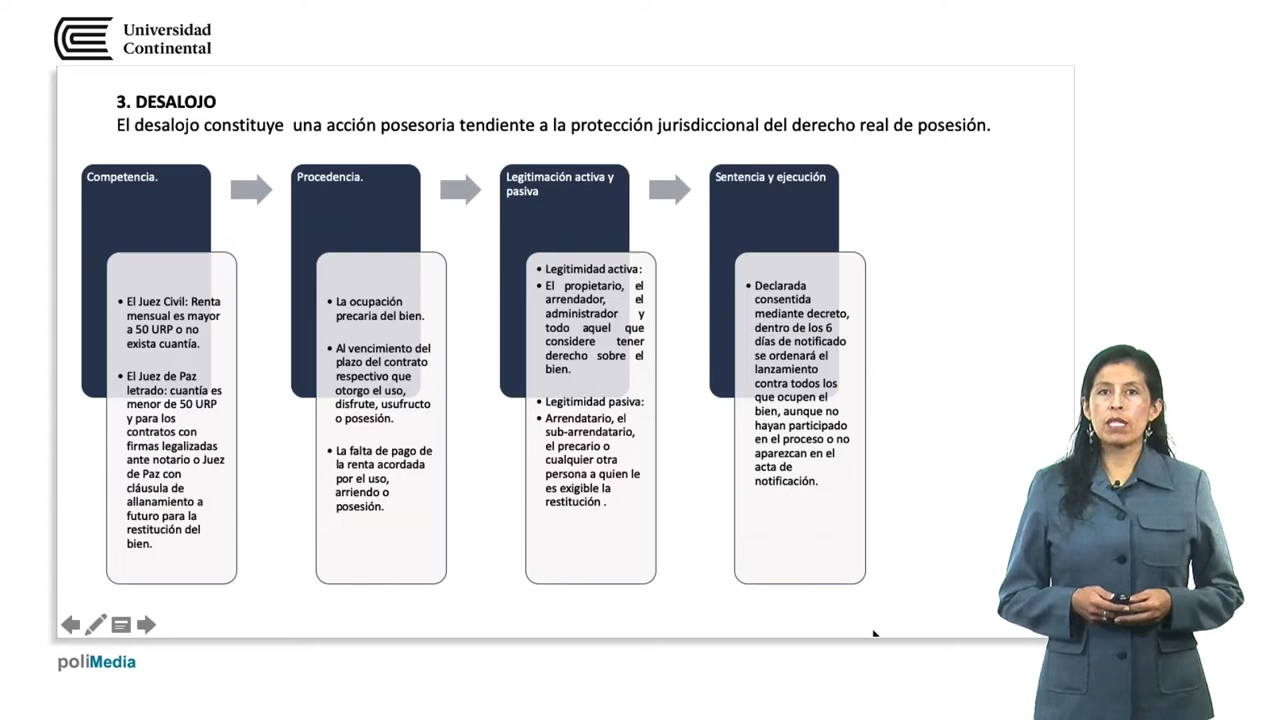 Universidad
Continental
3. DESALOJO
El desalojo constituye una acción posesoria tendiente a la protección jurisdiccional del derecho real de posesión.
Competencia.
• El Juez Civil: Renta
mensual es mayor
a 50 URP o no
exista cuantía.
• El Juez de Paz
letrado: cuantía es
menor de 50 URP
y para los
contratos con
firmas legalizadas
ante notario o Juez
de Paz con
cláusula de
allanamiento a
futuro para la
restitución del
bien.
Procedencia.
• La ocupación
precaria del bien.
• Al vencimiento del
plazo del contrato
respectivo que
otorgo el uso,
disfrute, usufructo
o posesión.
• La falta de pago de
la renta acordada
por el uso,
arriendo o
posesión.
Legitimación activa y
pasiva
• Legitimidad activa:
• El propietario, el
arrendador, el
administrador y
todo aquel que
considere tener
derecho sobre el
bien.
• Legitimidad pasiva:
• Arrendatario, el
sub-arrendatario,
el precario o
cualquier otra
persona a quien le
es exigible la
restitución .
Sentencia y ejecución
• Declarada
consentida
mediante decreto,
dentro de los 6
días de notificado
se ordenará el
lanzamiento
contra todos los
que ocupen el
bien, aunque no
hayan participado
en el proceso o no
aparezcan en el
acta de
notificación.
poliMedia